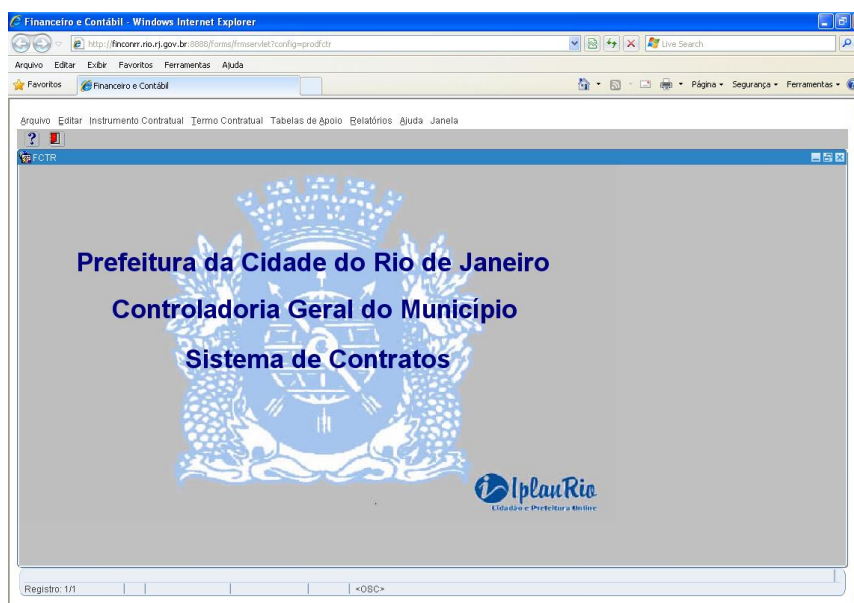 Financeiro e Contábil - Windows Internet Explorer
http://finconrr.rio.rj.gov.br:8888/forms/frmservlet?config=prodfctr
Live Search
Arquivo Editar Exibir Favoritos Ferramentas Ajuda
Favoritos Financeiro e Contábil Página Segurança Ferramentas
Arquivo Editar Instrumento Contratual Termo Contratual Tabelas de Apoio Relatórios Ajuda Janela
FCTR
Prefeitura da Cidade do Rio de Janeiro
Controladoria Geral do Município
Sistema de Contratos
IplanRio
Cidadão e Prefeitura Online
Registro: 1/1 <OSC>